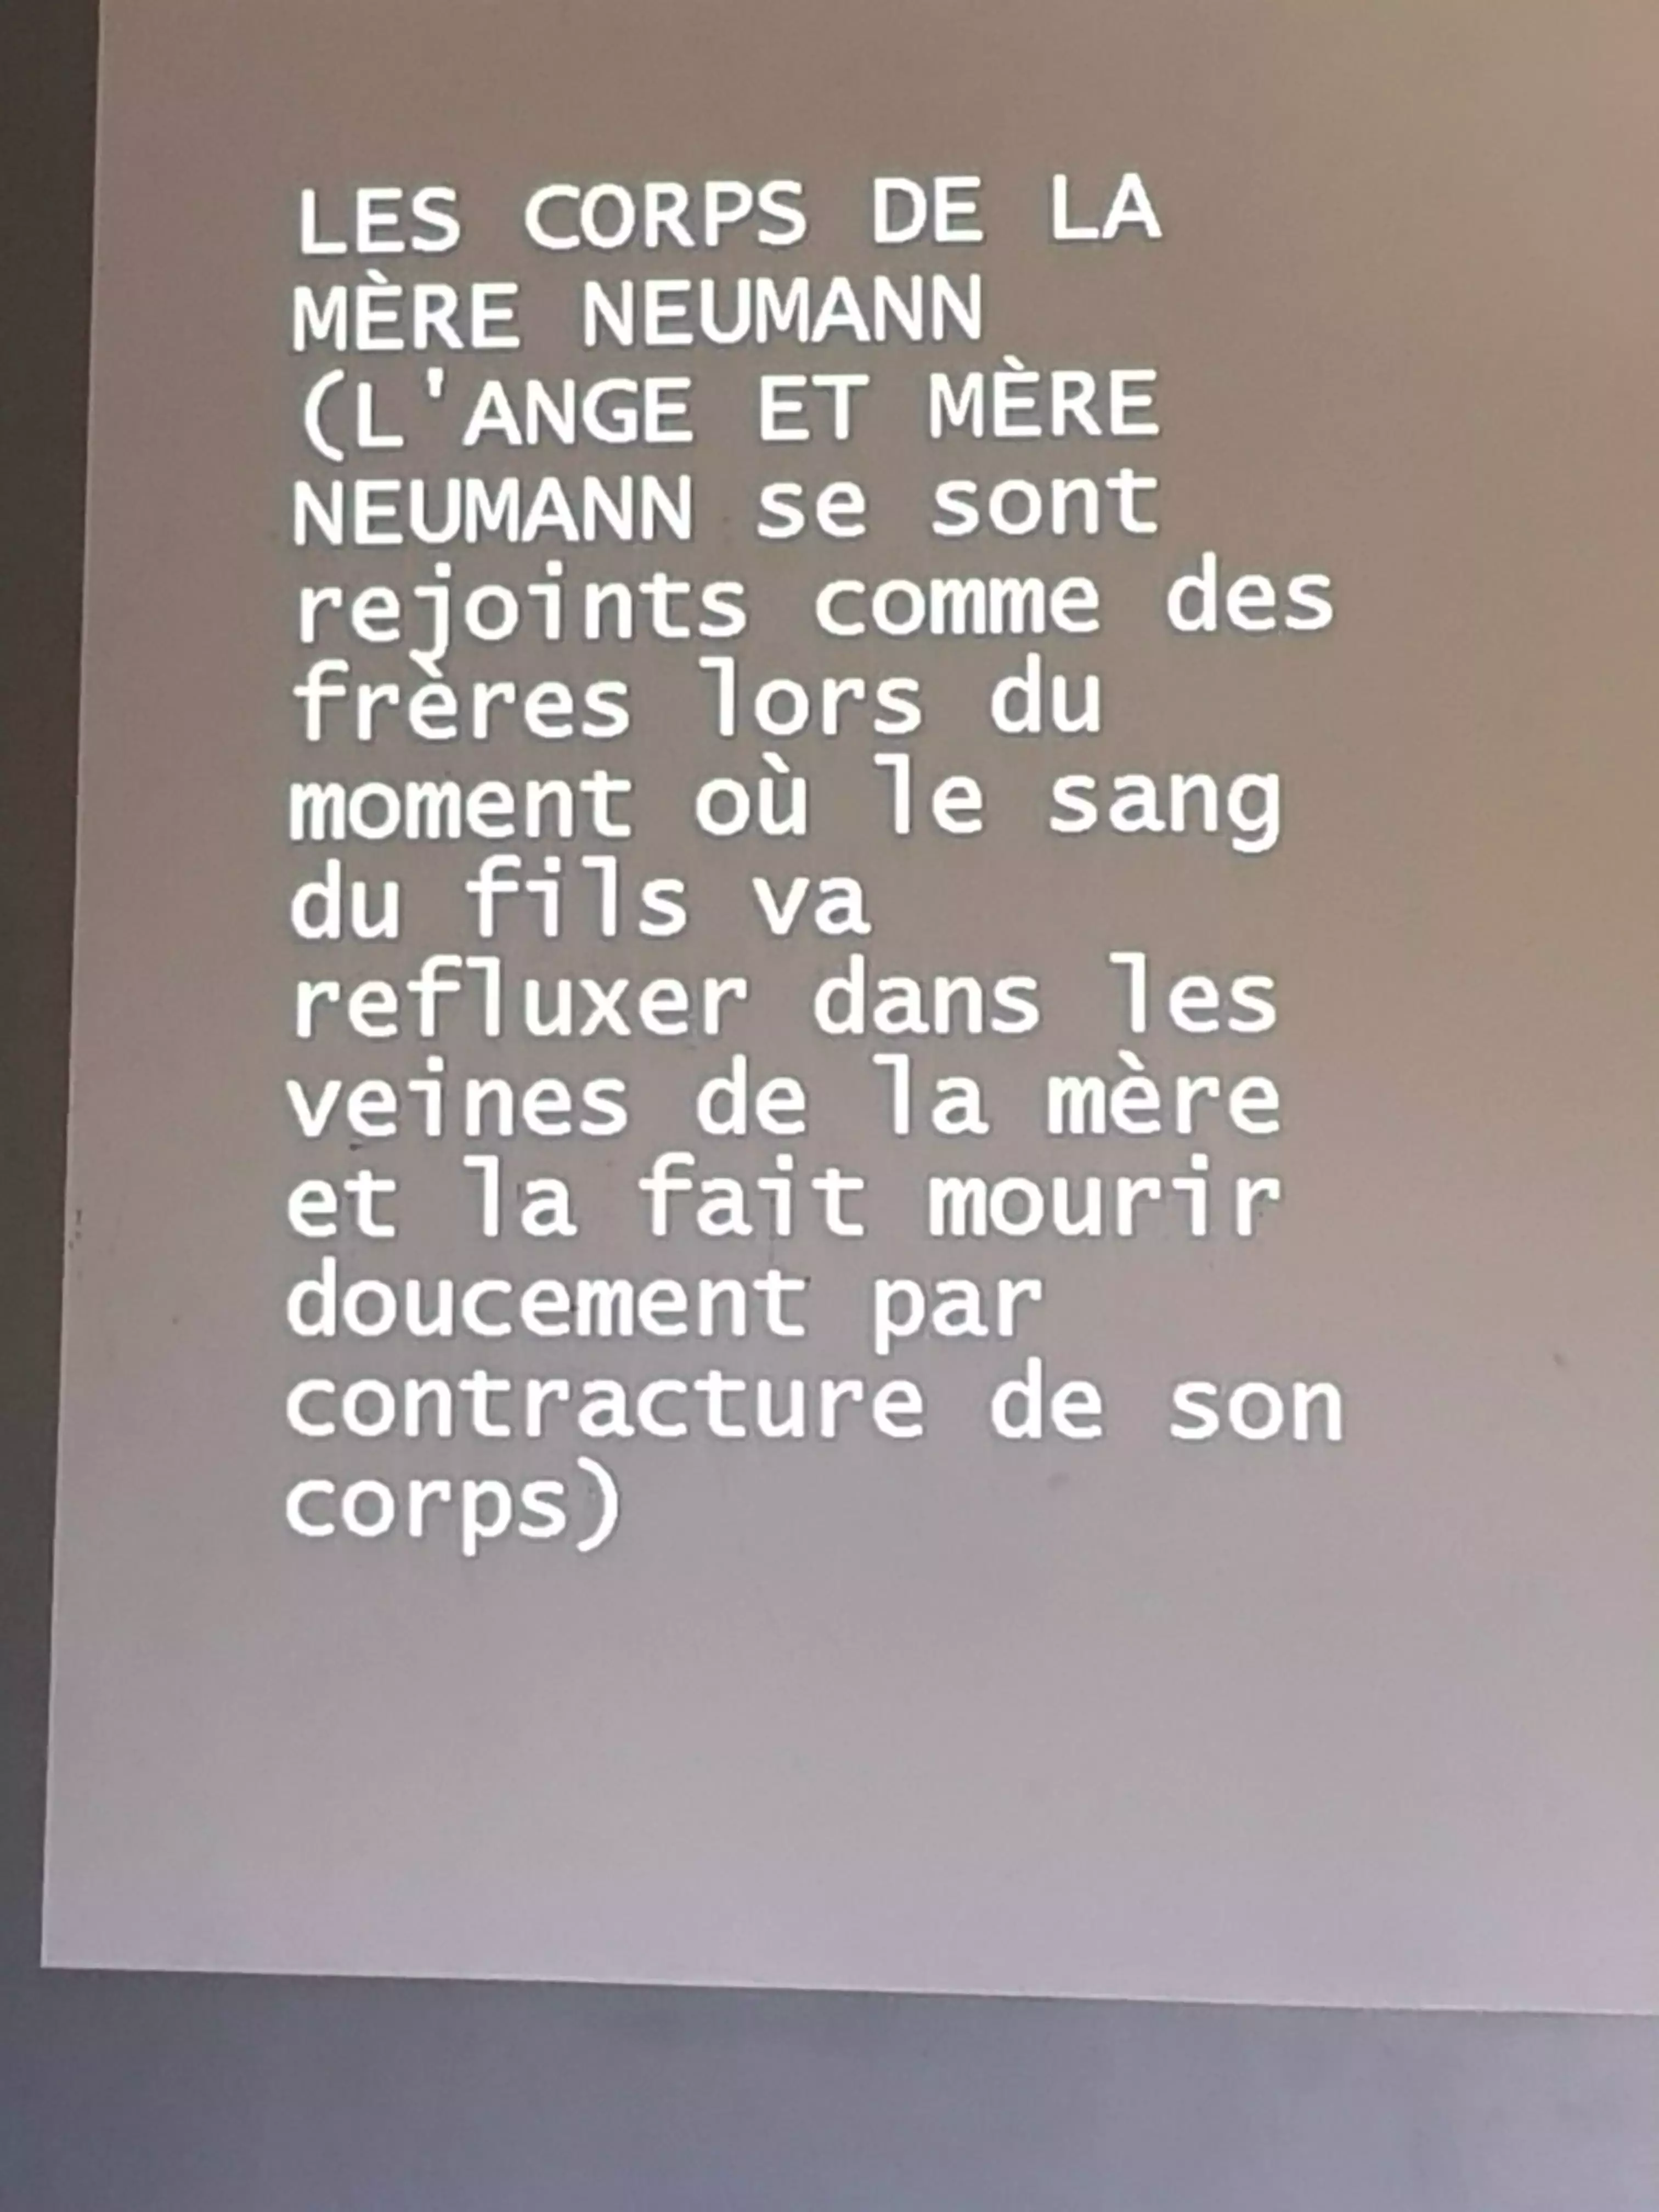 LES CORPS DE LA
MÈRE NEUMANN
(L'ANGE ET MÈRE
NEUMANN se sont
rejoints comme des
frères lors du
moment où le sang
du fils va
refluxer dans les
veines de la mère
et la fait mourir
doucement par
contracture de son
corps)